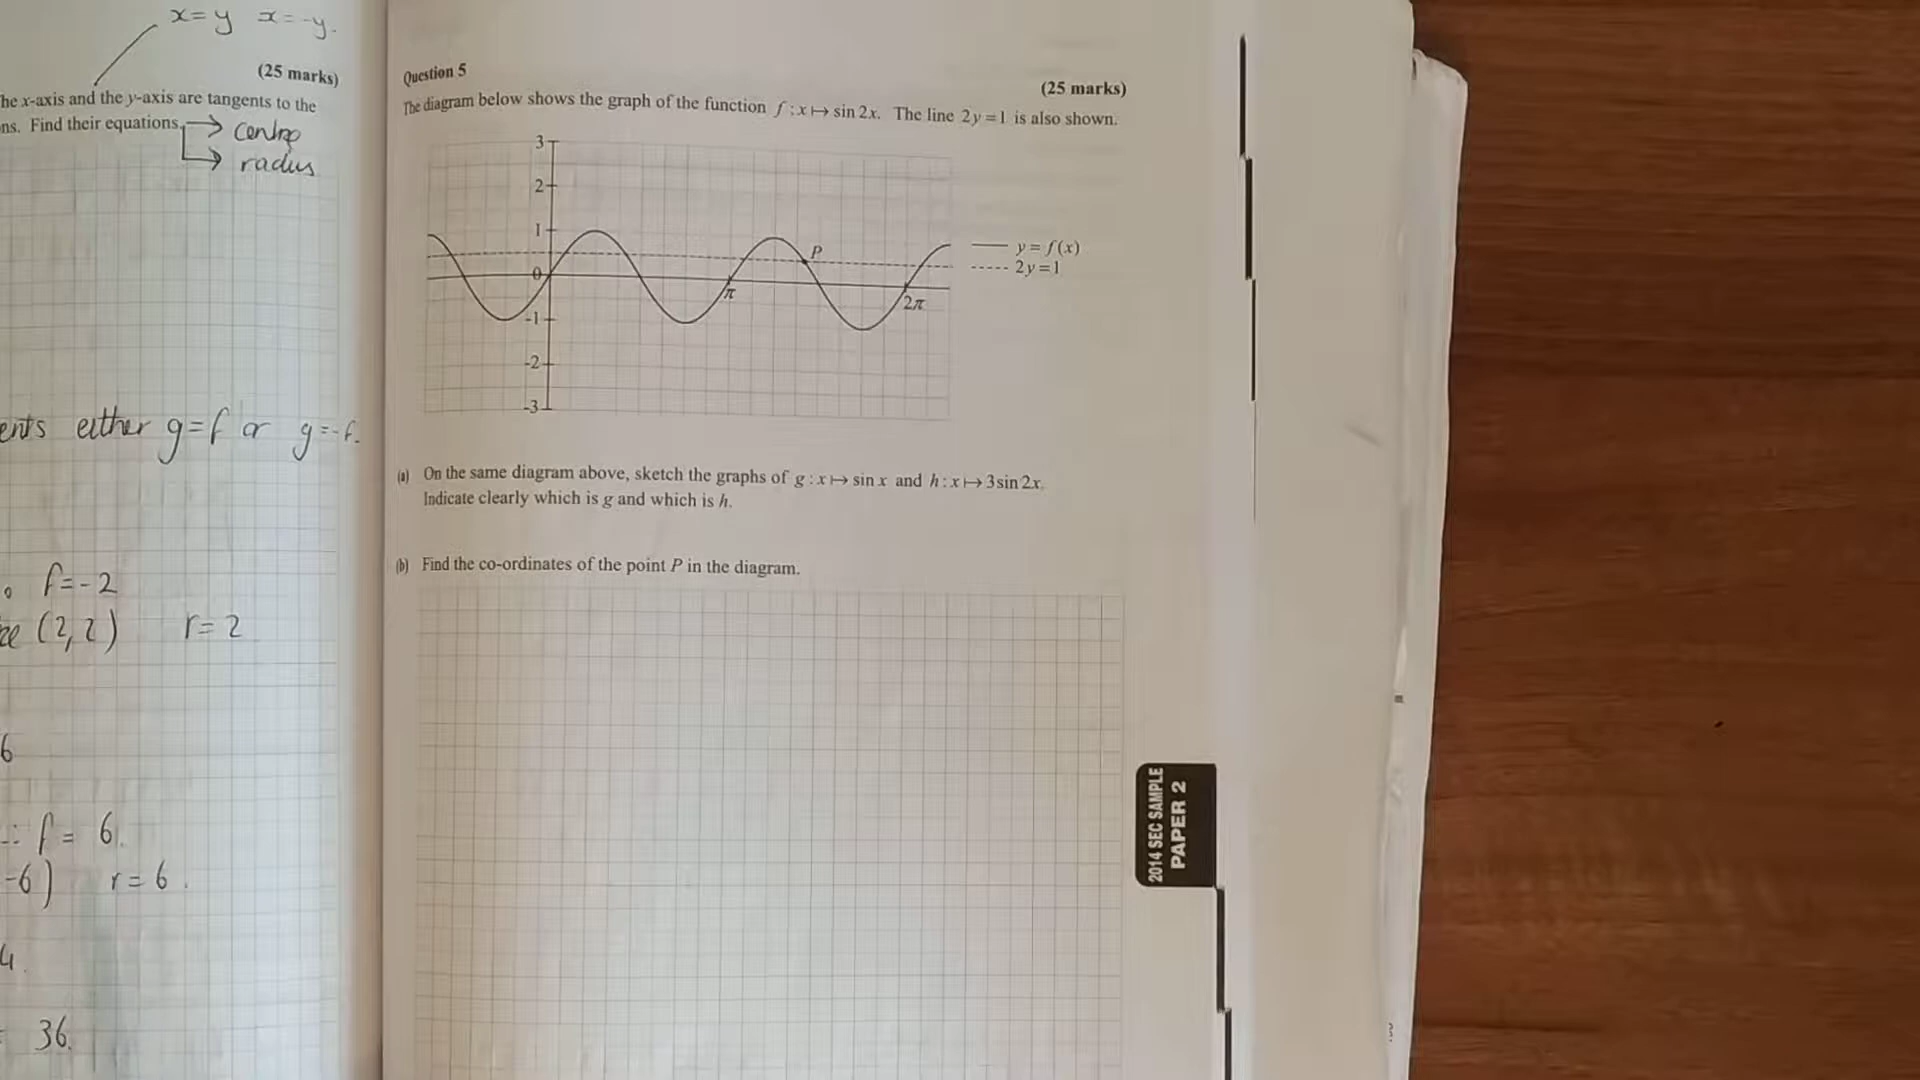 x=y x=-y.
(25 marks)
he x-axis and the y-axis are tangents to the
ns. Find their equations.
centre
radius
ents either g=f or g=-f.
f=-2
(2,2) r=2
6
∴ f = 6.
-6) r=6.
4.
= 36.
Question 5
(25 marks)
The diagram below shows the graph of the function f : x ↦ sin 2x. The line 2y = 1 is also shown.
3
2
1
0
-1
-2
-3
π
2π
P
y = f(x)
2y = 1
(a) On the same diagram above, sketch the graphs of g : x ↦ sin x and h : x ↦ 3 sin 2x.
Indicate clearly which is g and which is h.
(b) Find the co-ordinates of the point P in the diagram.
2014 SEC SAMPLE
PAPER 2